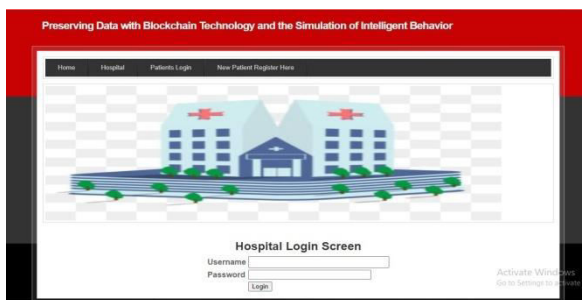 Preserving Data with Blockchain Technology and the Simulation of Intelligent Behavior
Home Hospital Patients Login New Patient Register Here
Hospital Login Screen
Username
Password
Login
Activate Windows
Go to Settings to activate